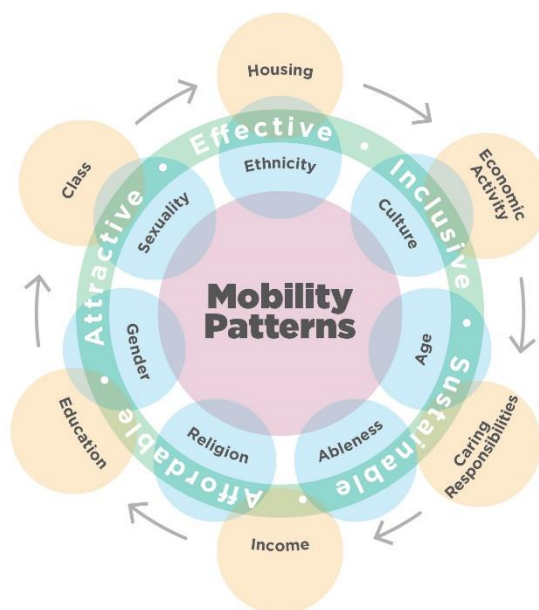 Housing
Economic
Activity
Caring
Responsibilities
Income
Education
Class
Effective • Inclusive • Sustainable • Affordable • Attractive •
Ethnicity
Culture
Age
Ableness
Religion
Gender
Sexuality
Mobility
Patterns